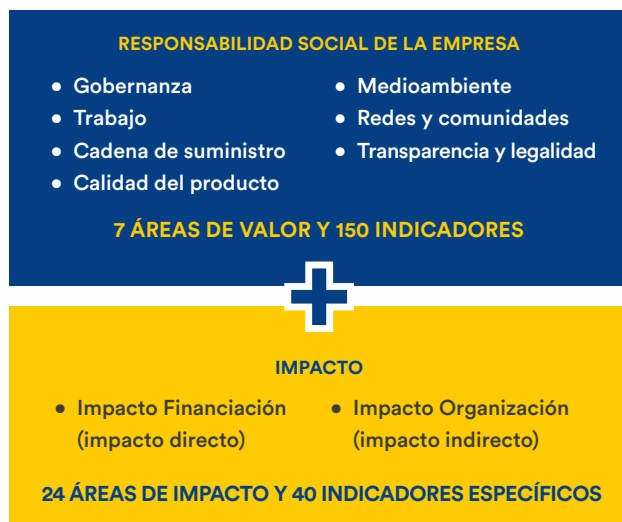 RESPONSABILIDAD SOCIAL DE LA EMPRESA
• Gobernanza
• Trabajo
• Cadena de suministro
• Calidad del producto
• Medioambiente
• Redes y comunidades
• Transparencia y legalidad
7 ÁREAS DE VALOR Y 150 INDICADORES
IMPACTO
• Impacto Financiación
(impacto directo)
• Impacto Organización
(impacto indirecto)
24 ÁREAS DE IMPACTO Y 40 INDICADORES ESPECÍFICOS